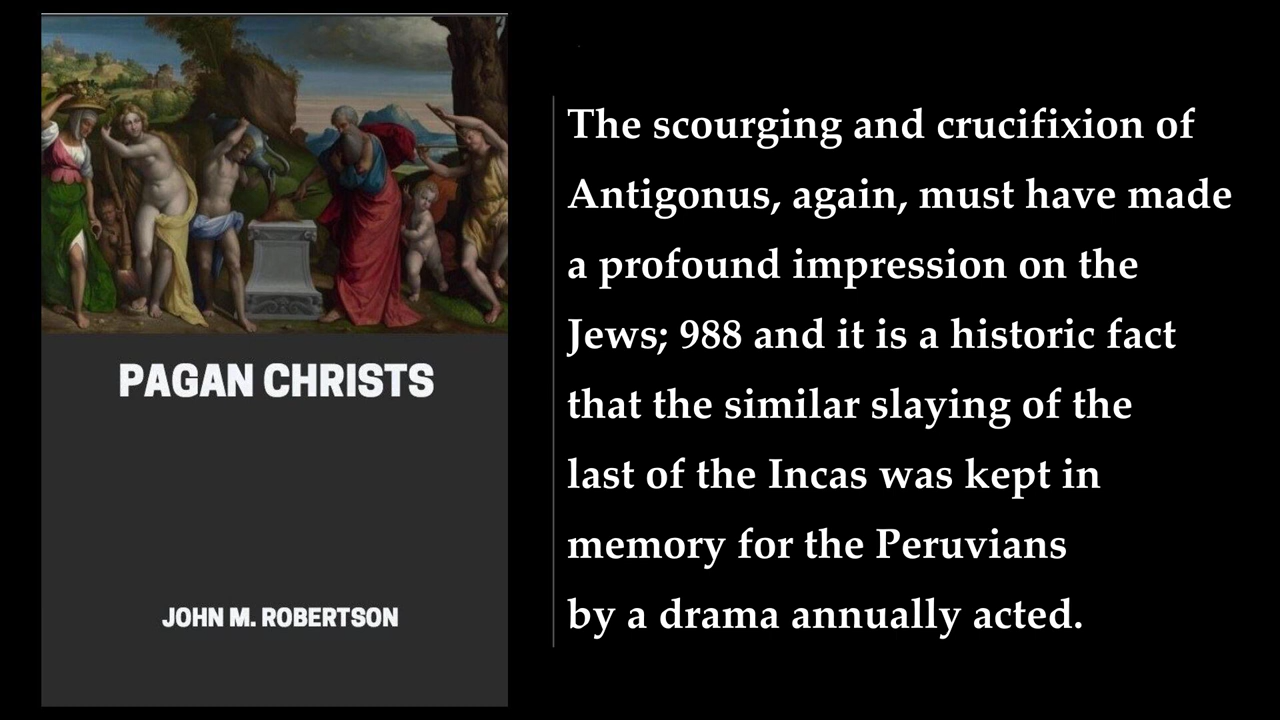 PAGAN CHRISTS
JOHN M. ROBERTSON
The scourging and crucifixion of
Antigonus, again, must have made
a profound impression on the
Jews; 988 and it is a historic fact
that the similar slaying of the
last of the Incas was kept in
memory for the Peruvians
by a drama annually acted.